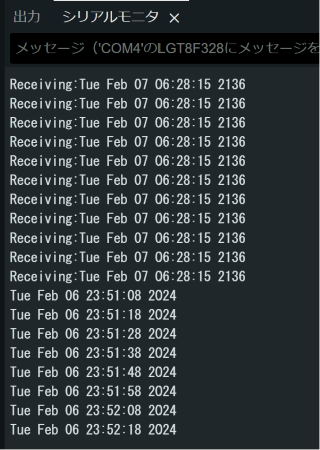 出力 シリアルモニタ ×
メッセージ（'COM4'のLGT8F328にメッセージを
Receiving:Tue Feb 07 06:28:15 2136
Receiving:Tue Feb 07 06:28:15 2136
Receiving:Tue Feb 07 06:28:15 2136
Receiving:Tue Feb 07 06:28:15 2136
Receiving:Tue Feb 07 06:28:15 2136
Receiving:Tue Feb 07 06:28:15 2136
Receiving:Tue Feb 07 06:28:15 2136
Receiving:Tue Feb 07 06:28:15 2136
Receiving:Tue Feb 07 06:28:15 2136
Receiving:Tue Feb 07 06:28:15 2136
Receiving:Tue Feb 07 06:28:15 2136
Tue Feb 06 23:51:08 2024
Tue Feb 06 23:51:18 2024
Tue Feb 06 23:51:28 2024
Tue Feb 06 23:51:38 2024
Tue Feb 06 23:51:48 2024
Tue Feb 06 23:51:58 2024
Tue Feb 06 23:52:08 2024
Tue Feb 06 23:52:18 2024